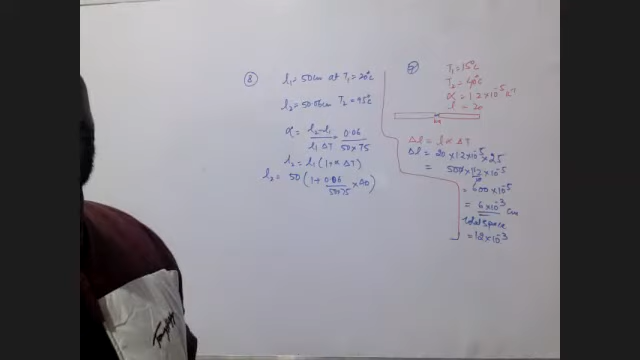 8 l₁ = 50cm at T₁ = 20°c
l₂ = 50.06cm T₂ = 95°c
α = l₂-l₁ / l₁ ΔT = 0.06 / 50×75
l₂ = l₁ (1+α ΔT)
l₂ = 50 (1 + 0.06 / 50×75 × 90)
T₁ = 15°c
T₂ = 40°c
α = 1.2×10⁻⁵ c⁻¹
l = 20
Δl = l α ΔT
Δl = 20×1.2×10⁻⁵×25
= 500×1.2×10⁻⁵
= 600×10⁻⁵
= 6×10⁻³ cm
Total space
= 12×10⁻³